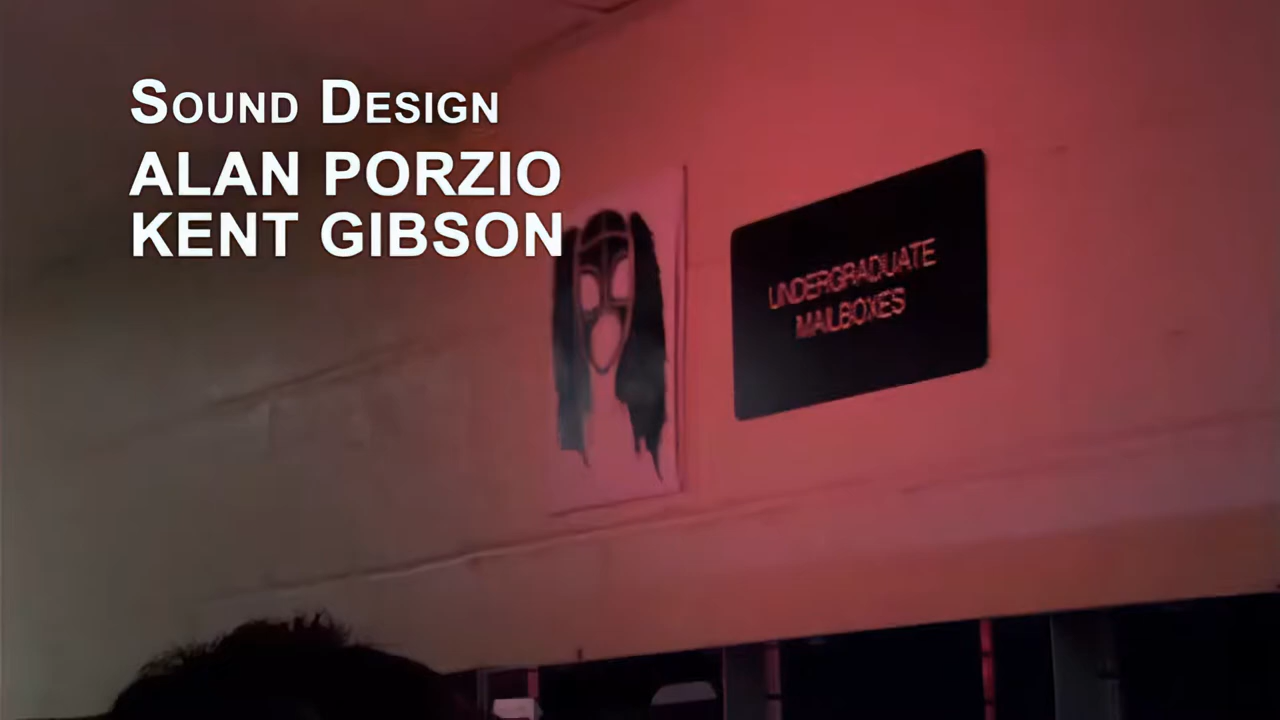 Sound Design
ALAN PORZIO
KENT GIBSON
UNDERGRADUATE
MAILBOXES